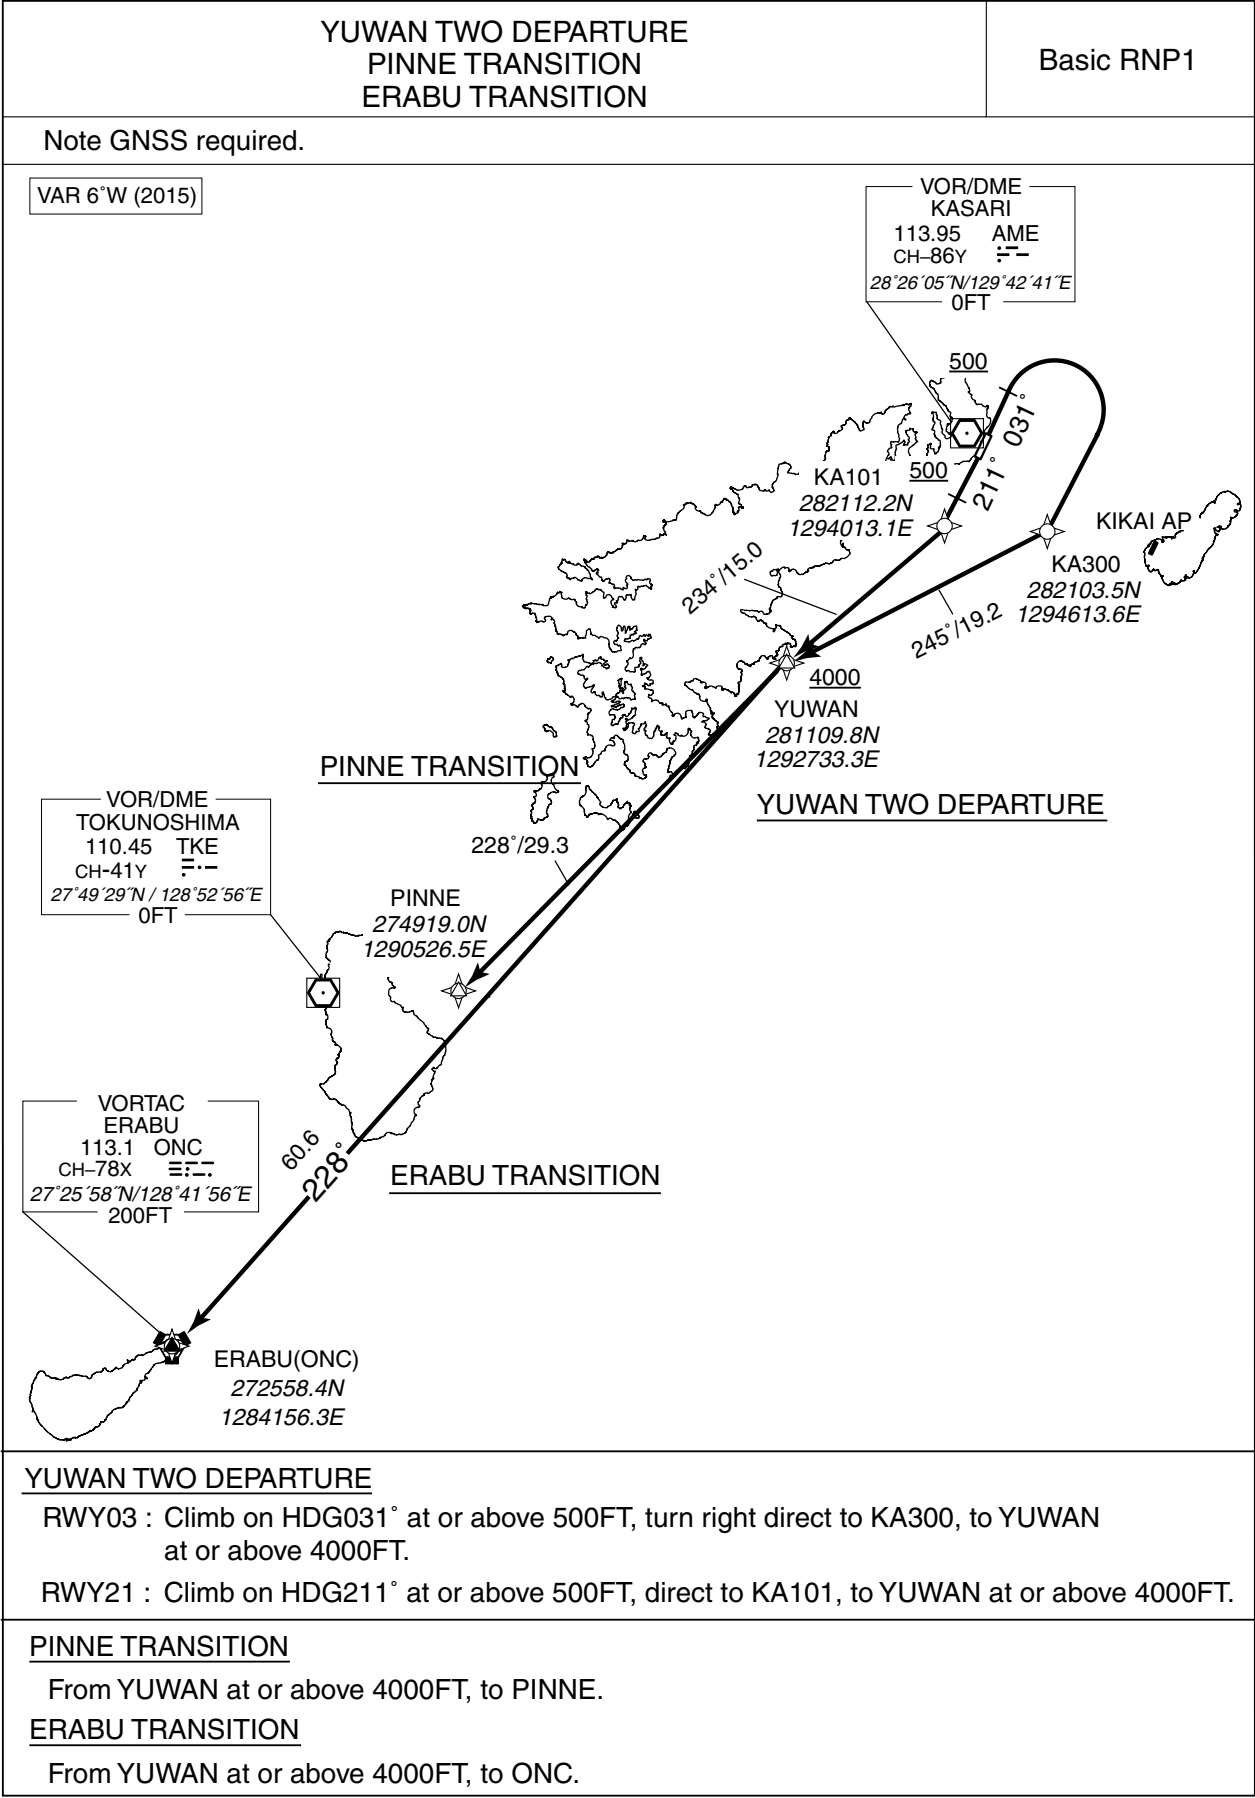 YUWAN TWO DEPARTURE
PINNE TRANSITION
ERABU TRANSITION
Basic RNP1
Note GNSS required.
VAR 6˚W (2015)
VOR/DME
KASARI
113.95 AME
CH–86Y
28˚26´05˝N/129˚42´41˝E
0FT
500
031˚
211˚
500
KA101
282112.2N
1294013.1E
KIKAI AP
KA300
282103.5N
1294613.6E
234˚/15.0
245˚/19.2
4000
YUWAN
281109.8N
1292733.3E
PINNE TRANSITION
YUWAN TWO DEPARTURE
VOR/DME
TOKUNOSHIMA
110.45 TKE
CH-41Y
27˚49´29˝N / 128˚52´56˝E
0FT
228˚/29.3
PINNE
274919.0N
1290526.5E
VORTAC
ERABU
113.1 ONC
CH–78X
27˚25´58˝N/128˚41´56˝E
200FT
60.6
228˚
ERABU TRANSITION
ERABU(ONC)
272558.4N
1284156.3E
YUWAN TWO DEPARTURE
RWY03 : Climb on HDG031˚ at or above 500FT, turn right direct to KA300, to YUWAN
at or above 4000FT.
RWY21 : Climb on HDG211˚ at or above 500FT, direct to KA101, to YUWAN at or above 4000FT.
PINNE TRANSITION
From YUWAN at or above 4000FT, to PINNE.
ERABU TRANSITION
From YUWAN at or above 4000FT, to ONC.